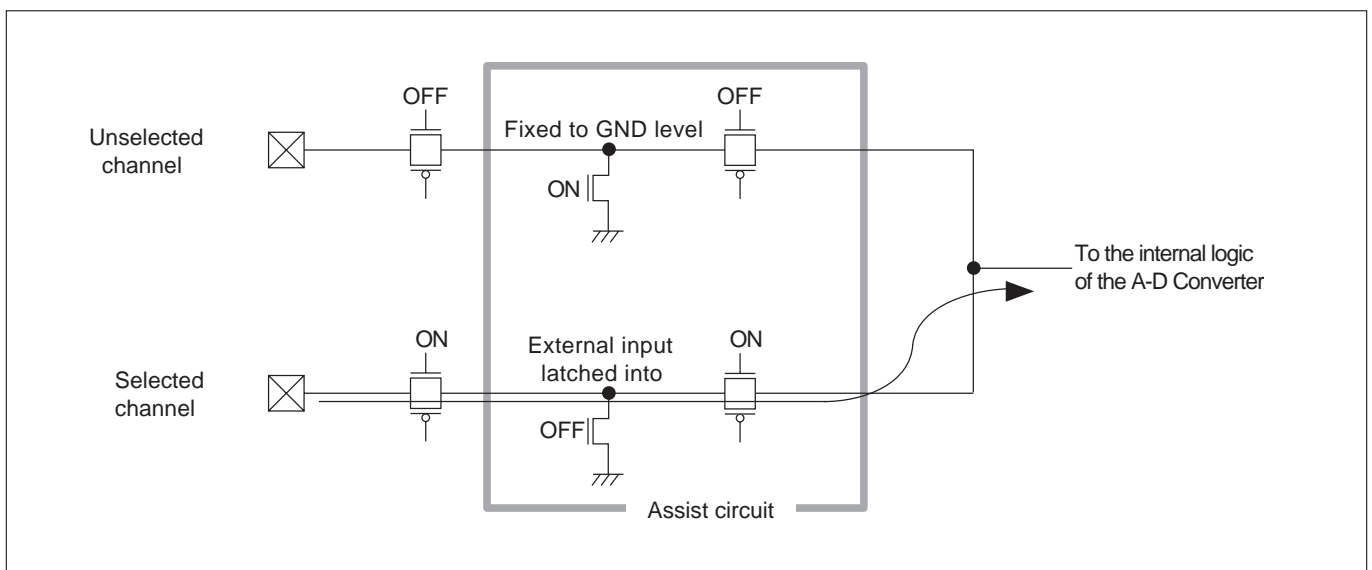 OFF
OFF
Unselected
channel
Fixed to GND level
ON
To the internal logic
of the A-D Converter
ON
ON
External input
latched into
Selected
channel
OFF
Assist circuit